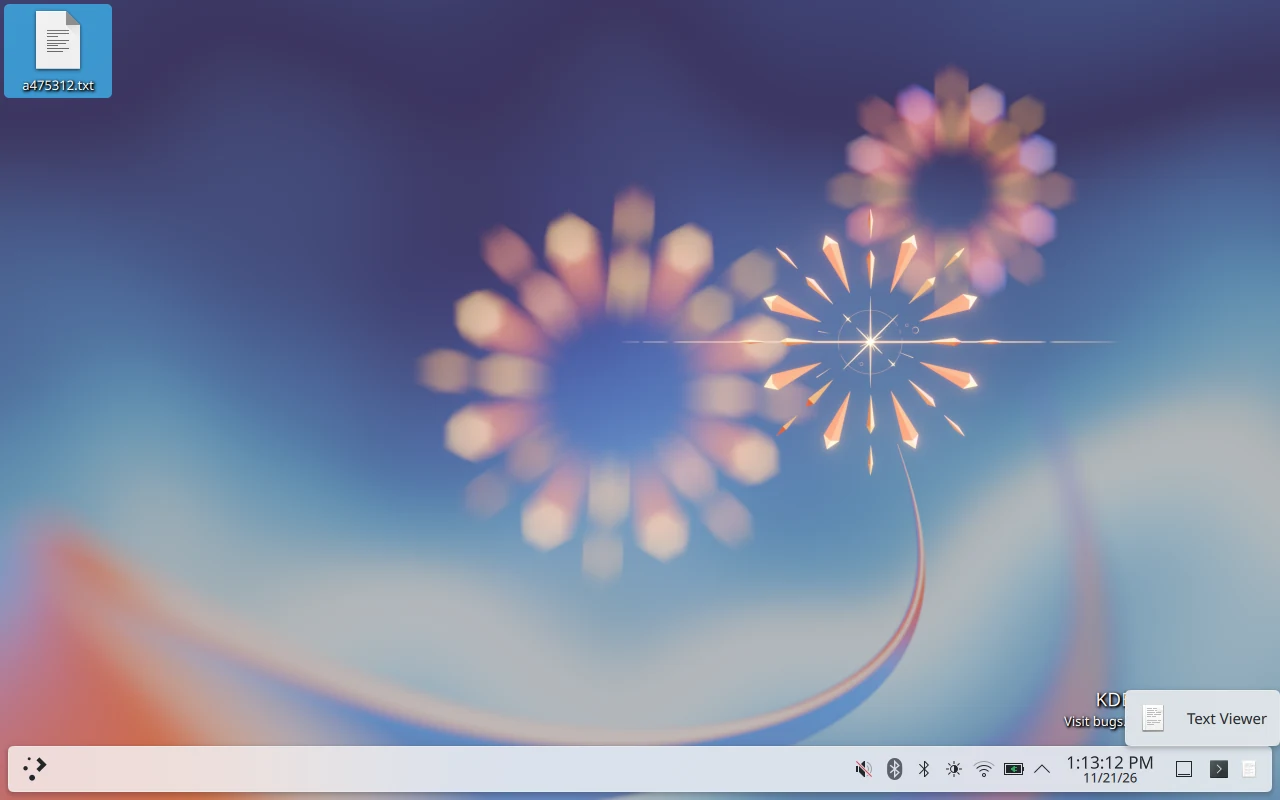 a475312.txt
KD
Visit bugs.
Text Viewer
1:13:12 PM
11/21/26